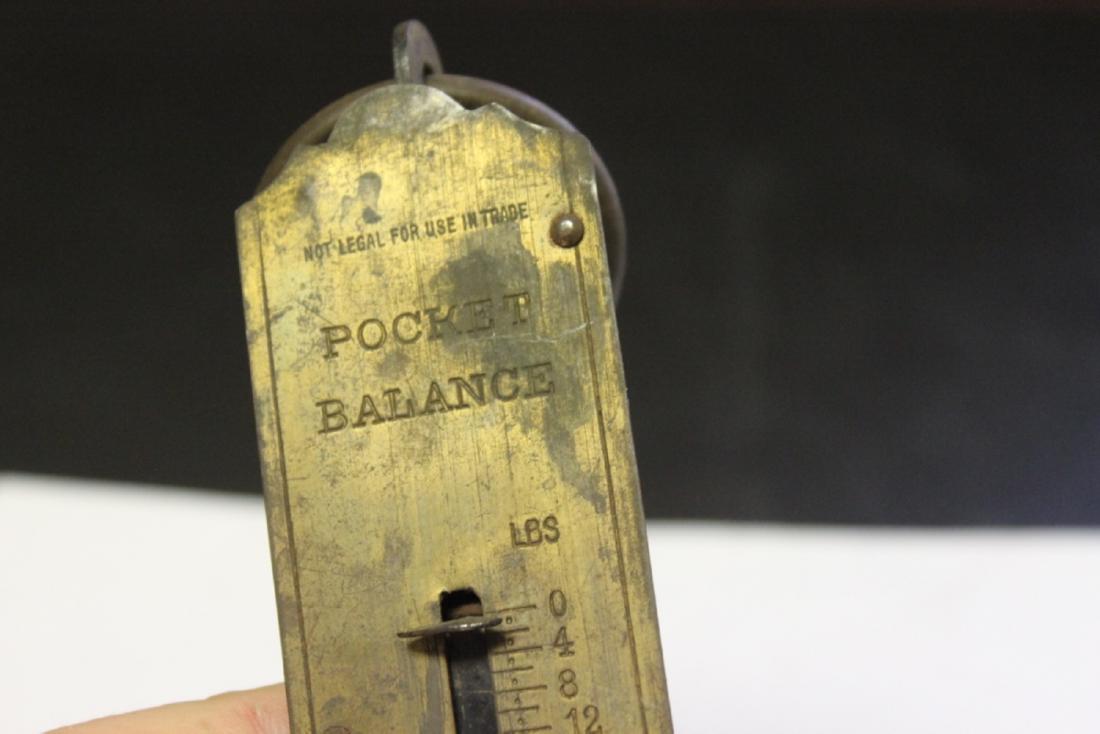 NOT LEGAL FOR USE IN TRADE
POCKET
BALANCE
LBS
0
4
8
12